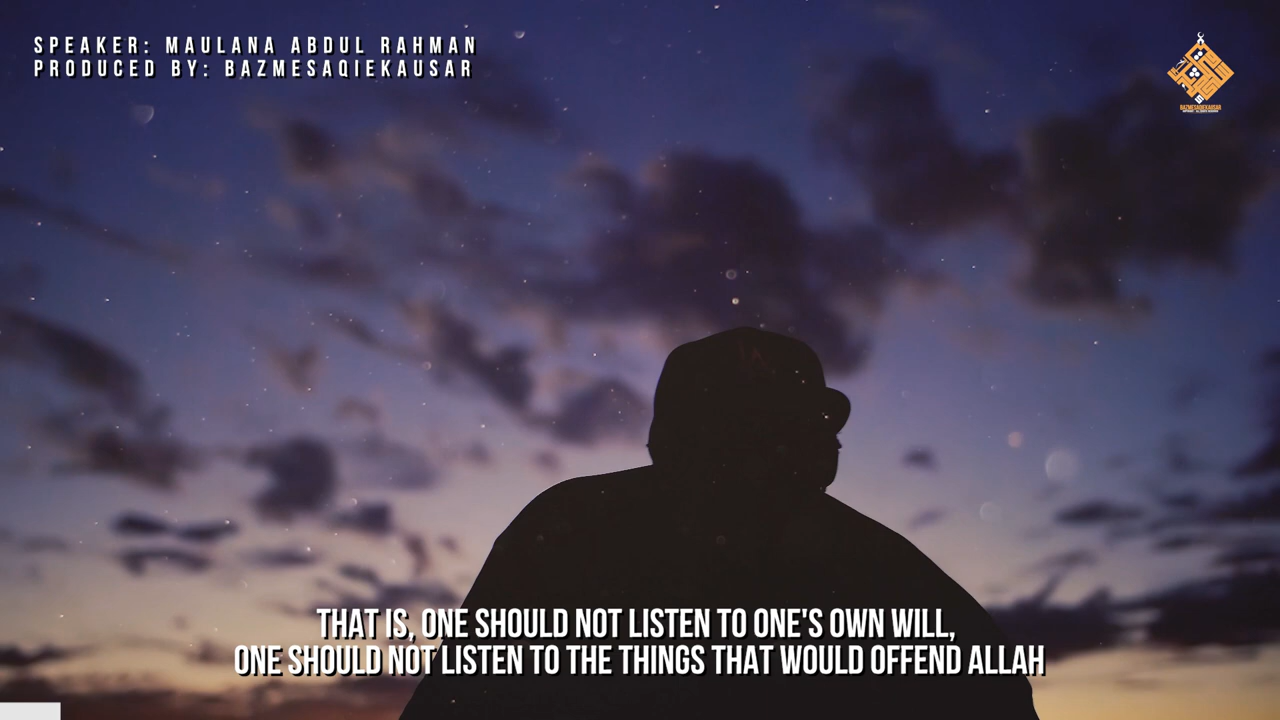 SPEAKER: MAULANA ABDUL RAHMAN
PRODUCED BY: BAZMESAQIEKAUSAR
BAZMESAQIEKAUSAR
THAT IS, ONE SHOULD NOT LISTEN TO ONE'S OWN WILL,
ONE SHOULD NOT LISTEN TO THE THINGS THAT WOULD OFFEND ALLAH